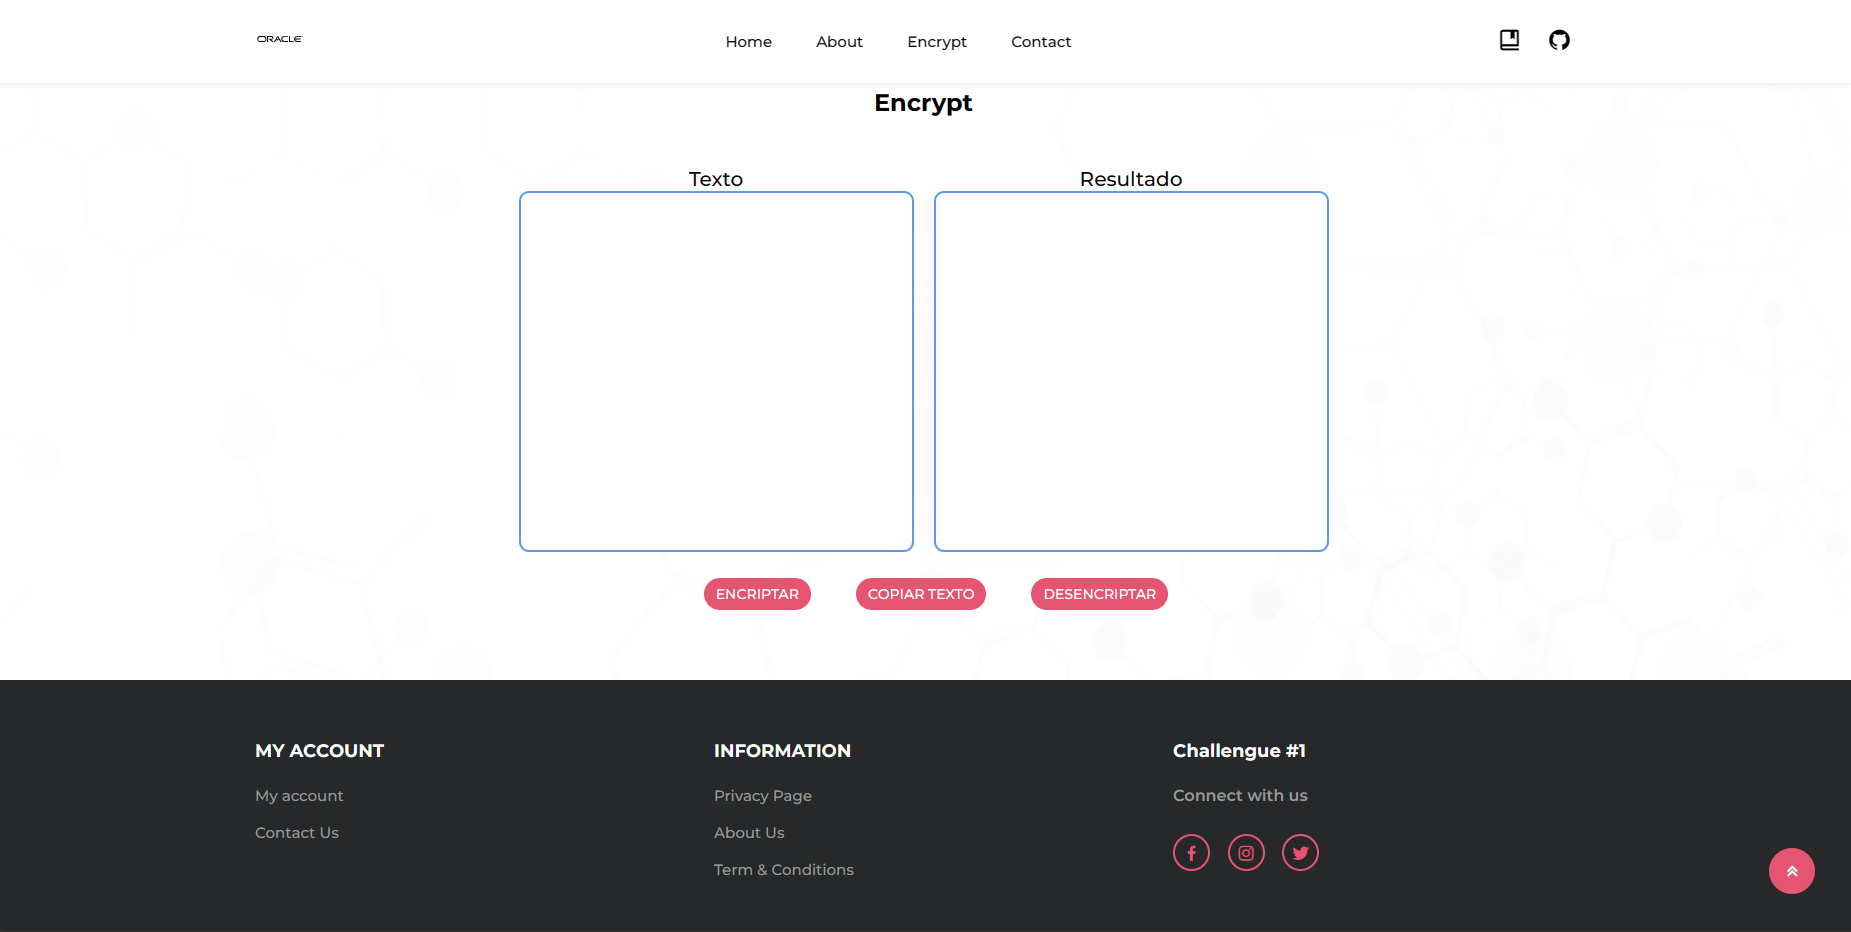 ORACLE
Home About Encrypt Contact
Encrypt
Texto
Resultado
ENCRIPTAR
COPIAR TEXTO
DESENCRIPTAR
MY ACCOUNT
My account
Contact Us
INFORMATION
Privacy Page
About Us
Term & Conditions
Challengue #1
Connect with us